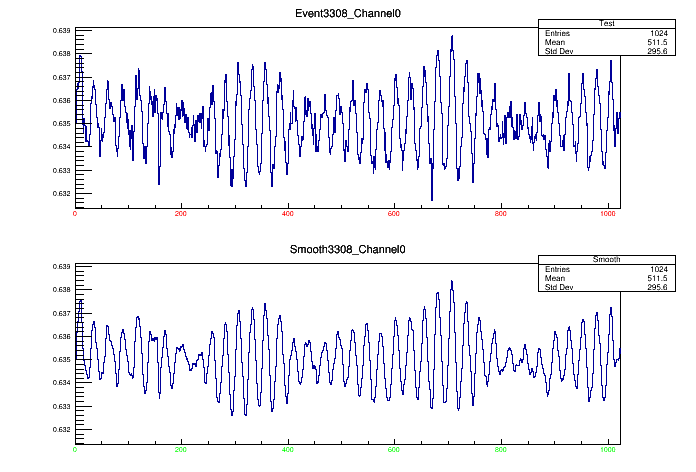 Event3308_Channel0
Test
Entries 1024
Mean 511.5
Std Dev 295.6
0.639
0.638
0.637
0.636
0.635
0.634
0.633
0.632
0 200 400 600 800 1000
Smooth3308_Channel0
Smooth
Entries 1024
Mean 511.5
Std Dev 295.6
0.639
0.638
0.637
0.636
0.635
0.634
0.633
0.632
0 200 400 600 800 1000